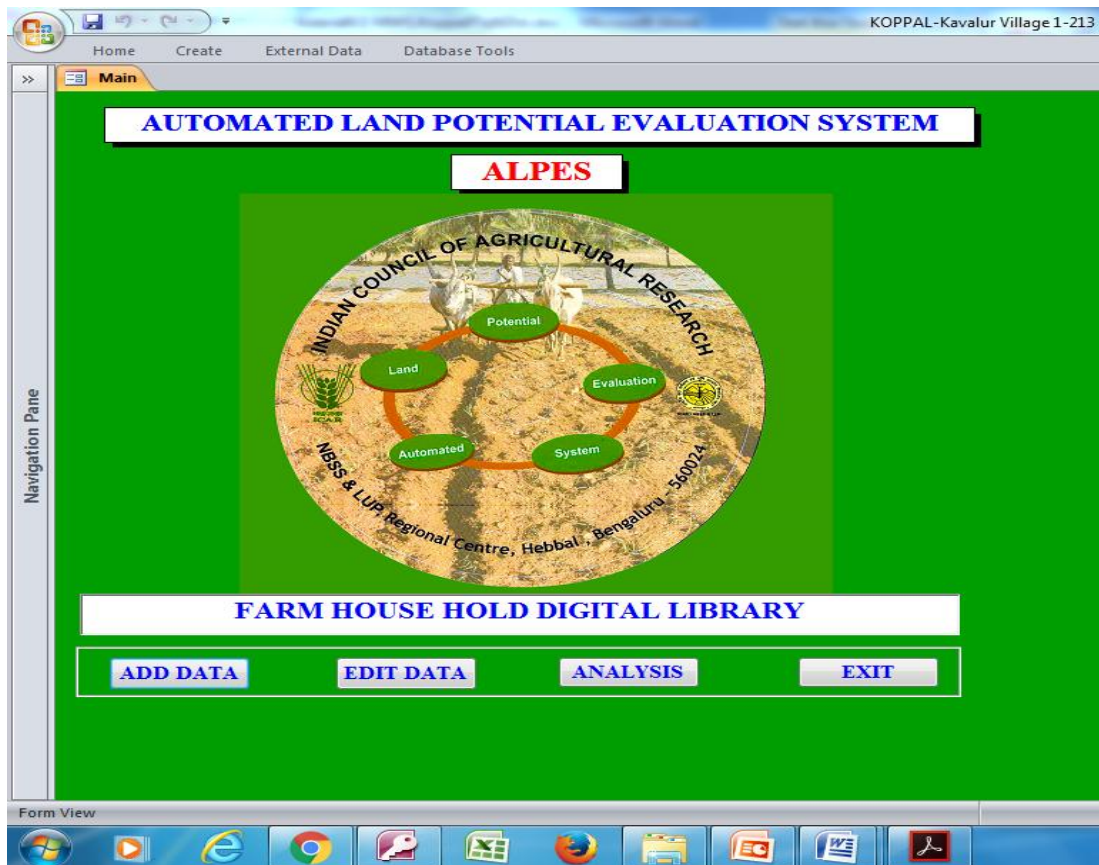 KOPPAL-Kavalur Village 1-213
Home Create External Data Database Tools
Main
AUTOMATED LAND POTENTIAL EVALUATION SYSTEM
ALPES
INDIAN COUNCIL OF AGRICULTURAL RESEARCH
Potential
Land
Evaluation
ICAR
Automated
System
NBSS & LUP, Regional Centre, Hebbal , Bengaluru - 560024
Navigation Pane
FARM HOUSE HOLD DIGITAL LIBRARY
ADD DATA EDIT DATA ANALYSIS EXIT
Form View